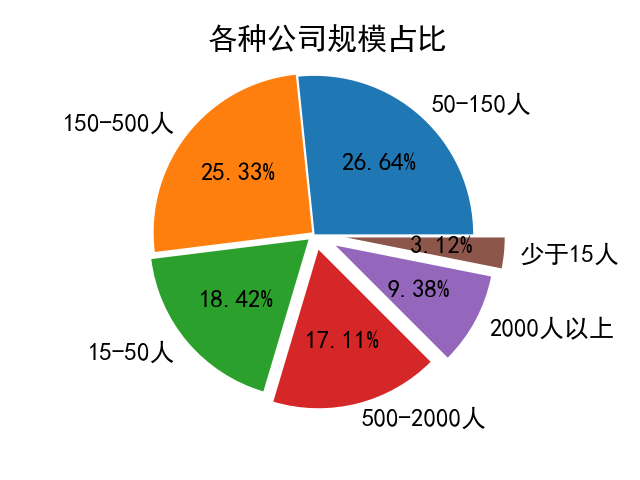 各种公司规模占比
50-150人
150-500人
26.64%
25.33%
3.12%
少于15人
9.38%
18.42%
2000人以上
17.11%
15-50人
500-2000人